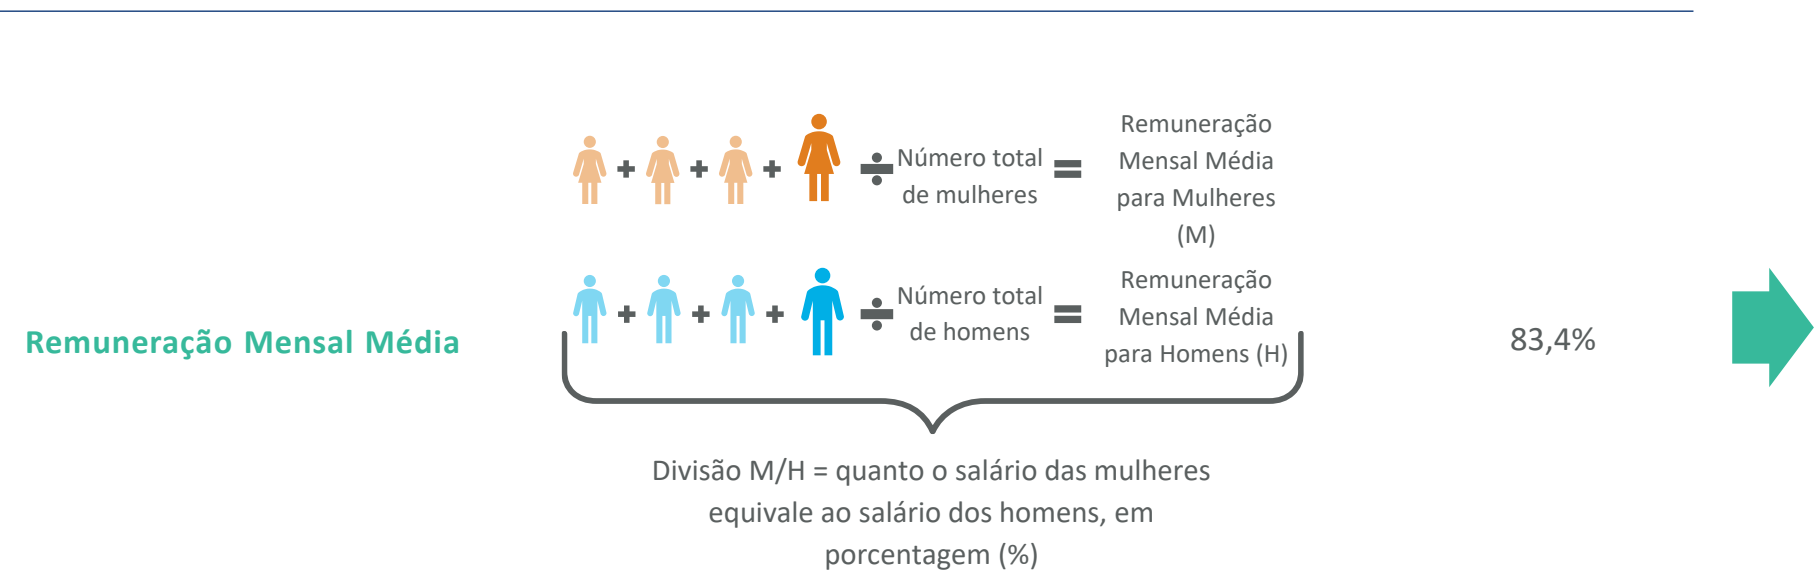 Remuneração
Mensal Média
para Mulheres
(M)
Número total
de mulheres
Remuneração
Mensal Média
para Homens (H)
Número total
de homens
Remuneração Mensal Média
83,4%
Divisão M/H = quanto o salário das mulheres
equivale ao salário dos homens, em
porcentagem (%)